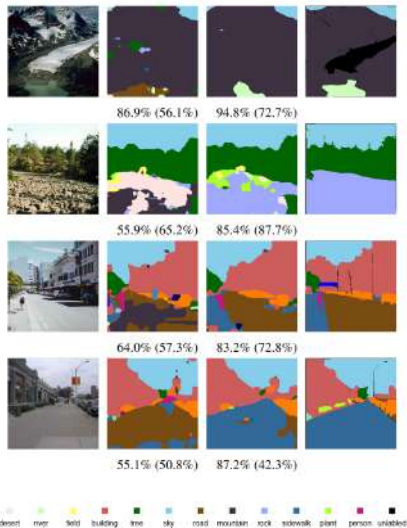 86.9% (56.1%) 94.8% (72.7%)
55.9% (65.2%) 85.4% (87.7%)
64.0% (57.3%) 83.2% (72.8%)
55.1% (50.8%) 87.2% (42.3%)
desert river field building tree sky road mountain rock sidewalk plant person unlabled